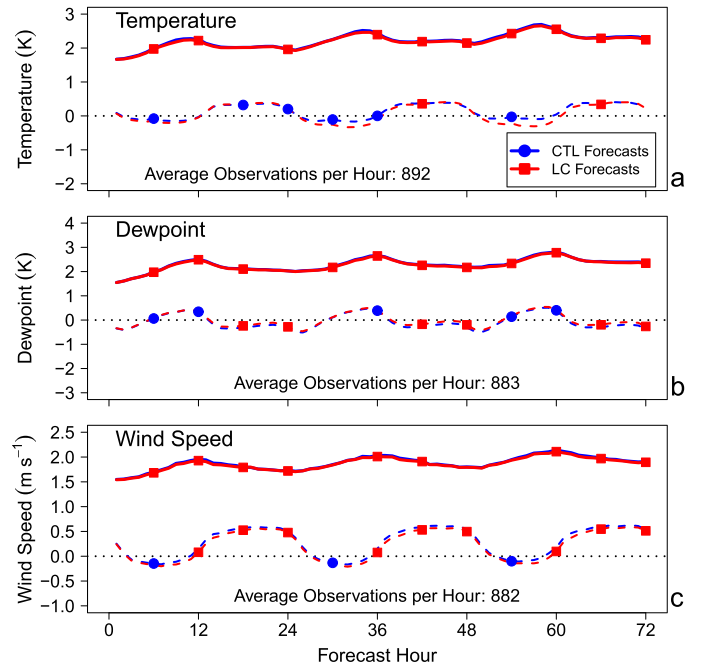 Temperature
3
2
1
0
−1
−2
Temperature (K)
CTL Forecasts
LC Forecasts
Average Observations per Hour: 892
a
Dewpoint
4
3
2
1
0
−1
−2
−3
Dewpoint (K)
Average Observations per Hour: 883
b
Wind Speed
2.5
2.0
1.5
1.0
0.5
0.0
−0.5
−1.0
Wind Speed (m s⁻¹)
Average Observations per Hour: 882
c
0 12 24 36 48 60 72
Forecast Hour